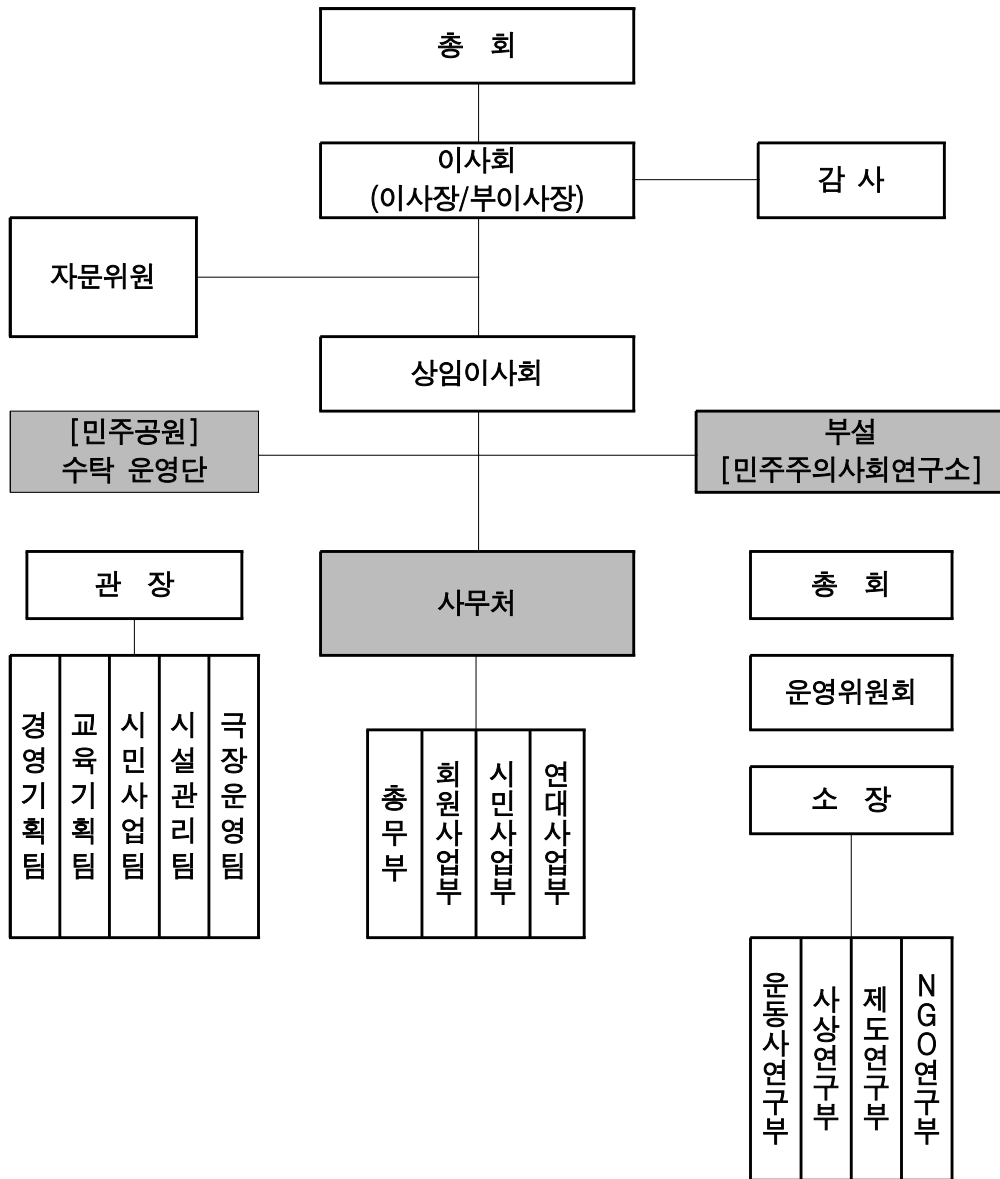 총 회
이사회
(이사장/부이사장)
감 사
자문위원
상임이사회
[민주공원]
수탁 운영단
부설
[민주주의사회연구소]
관 장
사무처
총 회
운영위원회
소 장
경영기획팀
교육기획팀
시민사업팀
시설관리팀
극장운영팀
총무부
회원사업부
시민사업부
연대사업부
운동사연구부
사상연구부
제도연구부
NGO연구부